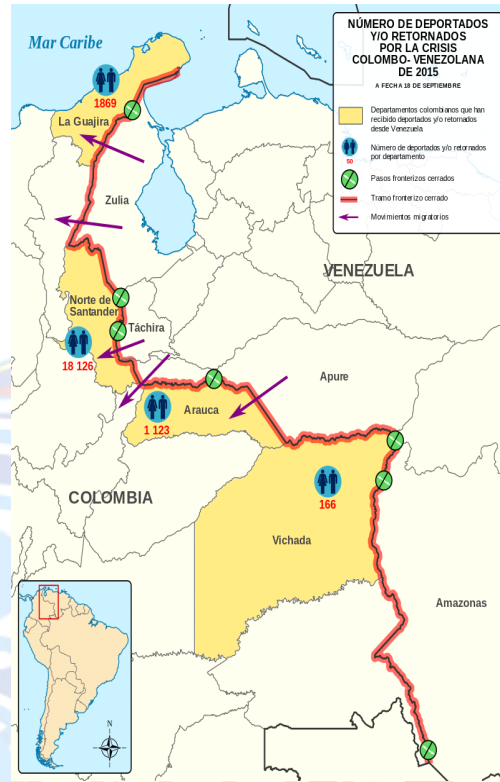 NÚMERO DE DEPORTADOS
Y/O RETORNADOS
POR LA CRISIS
COLOMBO- VENEZOLANA
DE 2015
A FECHA 18 DE SEPTIEMBRE
Departamentos colombianos que han
recibido deportados y/o retornados
desde Venezuela
Número de deportados y/o retornados
por departamento
50
Pasos fronterizos cerrados
Tramo fronterizo cerrado
Movimientos migratorios
Mar Caribe
1869
La Guajira
Zulia
VENEZUELA
Norte de
Santander
Táchira
18 126
Apure
Arauca
1 123
COLOMBIA
166
Vichada
Amazonas
N